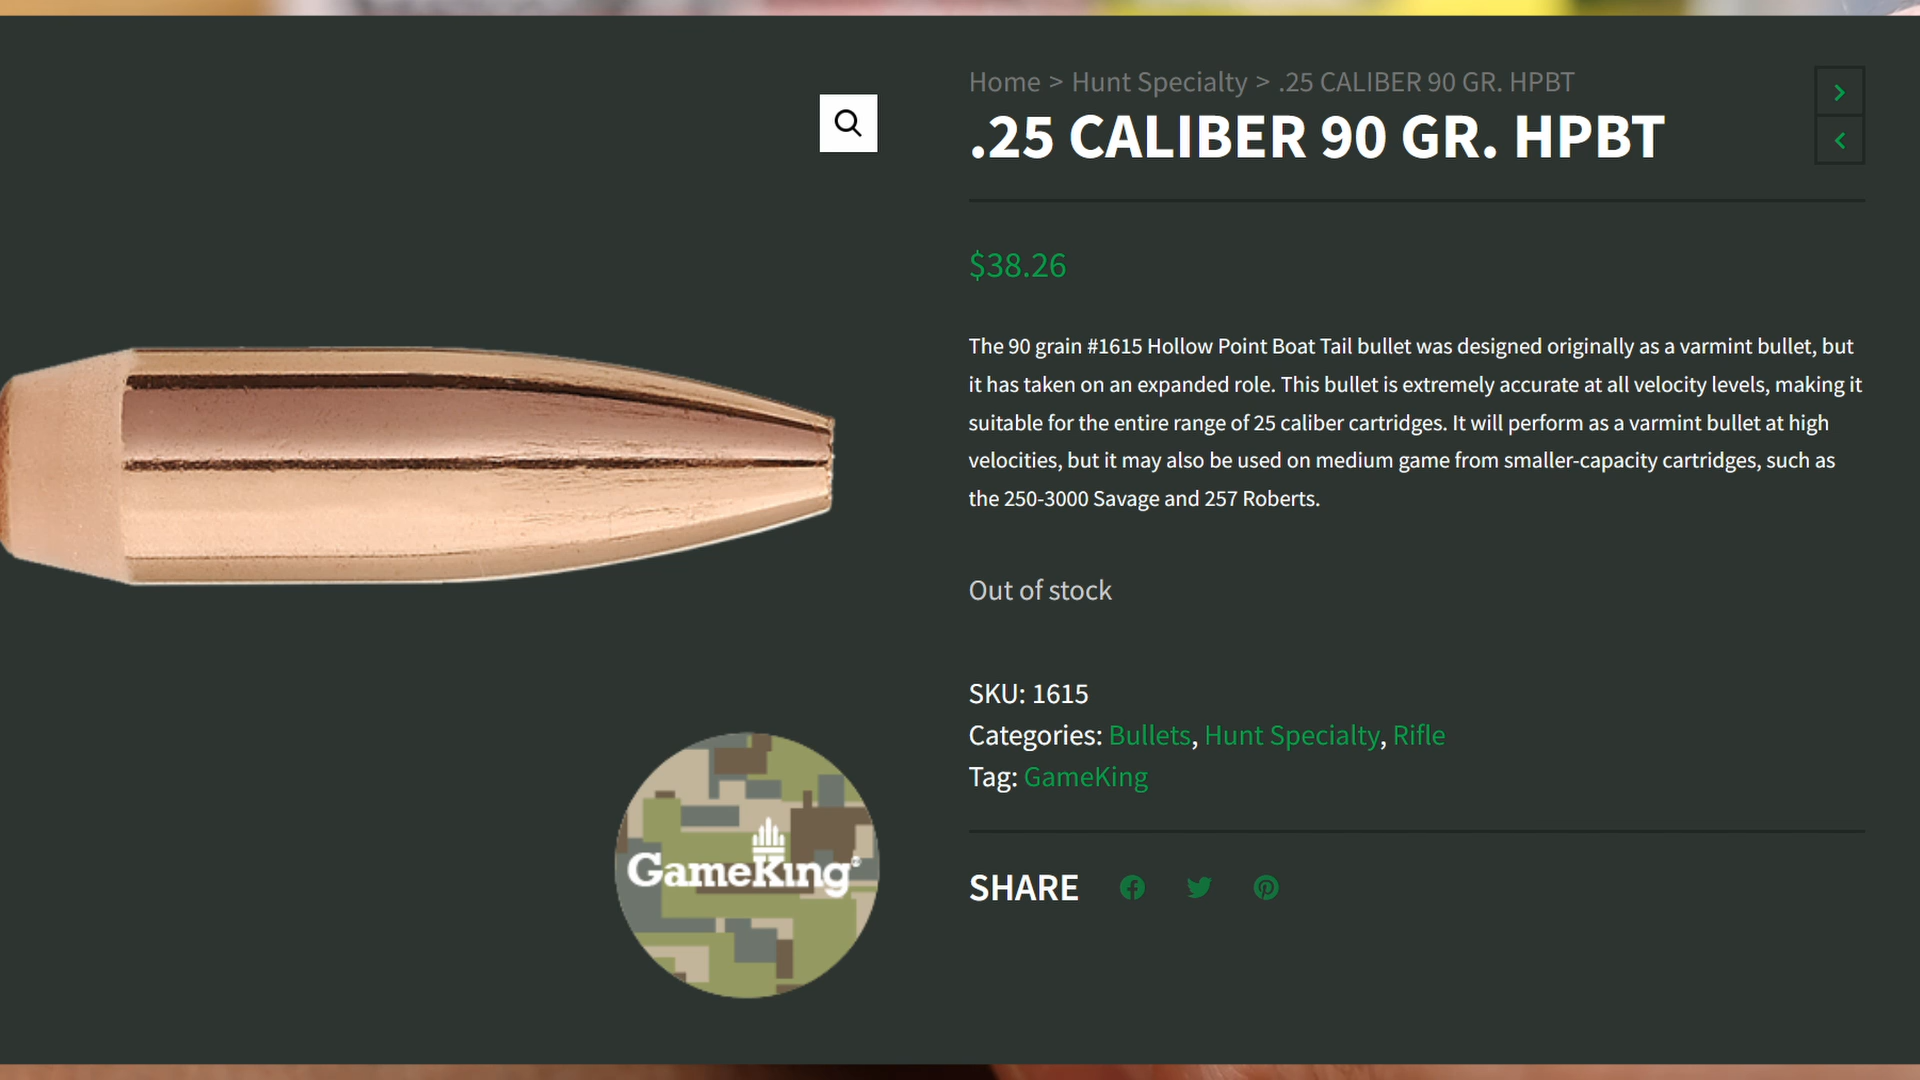 Home > Hunt Specialty > .25 CALIBER 90 GR. HPBT
.25 CALIBER 90 GR. HPBT
$38.26
The 90 grain #1615 Hollow Point Boat Tail bullet was designed originally as a varmint bullet, but
it has taken on an expanded role. This bullet is extremely accurate at all velocity levels, making it
suitable for the entire range of 25 caliber cartridges. It will perform as a varmint bullet at high
velocities, but it may also be used on medium game from smaller-capacity cartridges, such as
the 250-3000 Savage and 257 Roberts.
Out of stock
SKU: 1615
Categories: Bullets, Hunt Specialty, Rifle
Tag: GameKing
GameKing®
SHARE